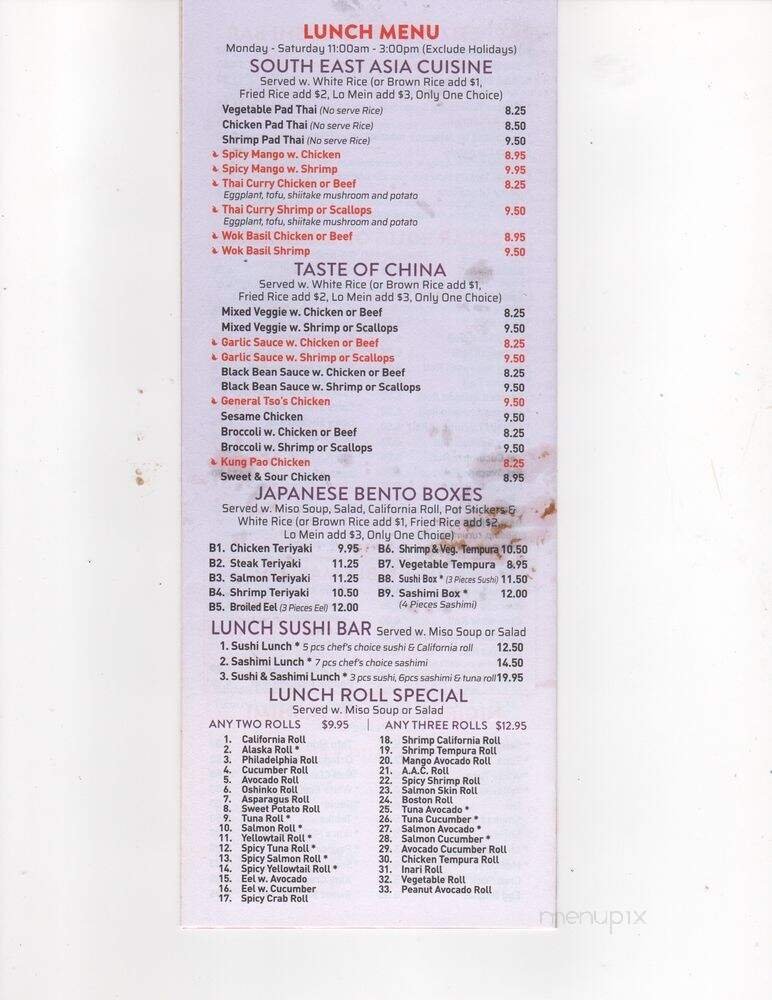 LUNCH MENU
Monday - Saturday 11:00am - 3:00pm (Exclude Holidays)
SOUTH EAST ASIA CUISINE
Served w. White Rice (or Brown Rice add $1,
Fried Rice add $2, Lo Mein add $3, Only One Choice)
Vegetable Pad Thai (No serve Rice) 8.25
Chicken Pad Thai (No serve Rice) 8.50
Shrimp Pad Thai (No serve Rice) 9.50
Spicy Mango w. Chicken 8.95
Spicy Mango w. Shrimp 9.95
Thai Curry Chicken or Beef 8.25
Eggplant, tofu, shiitake mushroom and potato
Thai Curry Shrimp or Scallops 9.50
Eggplant, tofu, shiitake mushroom and potato
Wok Basil Chicken or Beef 8.95
Wok Basil Shrimp 9.50
TASTE OF CHINA
Served w. White Rice (or Brown Rice add $1,
Fried Rice add $2, Lo Mein add $3, Only One Choice)
Mixed Veggie w. Chicken or Beef 8.25
Mixed Veggie w. Shrimp or Scallops 9.50
Garlic Sauce w. Chicken or Beef 8.25
Garlic Sauce w. Shrimp or Scallops 9.50
Black Bean Sauce w. Chicken or Beef 8.25
Black Bean Sauce w. Shrimp or Scallops 9.50
General Tso's Chicken 9.50
Sesame Chicken 9.50
Broccoli w. Chicken or Beef 8.25
Broccoli w. Shrimp or Scallops 9.50
Kung Pao Chicken 8.25
Sweet & Sour Chicken 8.95
JAPANESE BENTO BOXES
Served w. Miso Soup, Salad, California Roll, Pot Stickers &
White Rice (or Brown Rice add $1, Fried Rice add $2,
Lo Mein add $3, Only One Choice)
B1. Chicken Teriyaki 9.95
B2. Steak Teriyaki 11.25
B3. Salmon Teriyaki 11.25
B4. Shrimp Teriyaki 10.50
B5. Broiled Eel (3 Pieces Eel) 12.00
B6. Shrimp & Veg. Tempura 10.50
B7. Vegetable Tempura 8.95
B8. Sushi Box * (3 Pieces Sushi) 11.50
B9. Sashimi Box * 12.00
(4 Pieces Sashimi)
LUNCH SUSHI BAR Served w. Miso Soup or Salad
1. Sushi Lunch * 5 pcs chef's choice sushi & California roll 12.50
2. Sashimi Lunch * 7 pcs chef's choice sashimi 14.50
3. Sushi & Sashimi Lunch * 3 pcs sushi, 6pcs sashimi & tuna roll 19.95
LUNCH ROLL SPECIAL
Served w. Miso Soup or Salad
ANY TWO ROLLS $9.95 | ANY THREE ROLLS $12.95
1. California Roll
2. Alaska Roll *
3. Philadelphia Roll
4. Cucumber Roll
5. Avocado Roll
6. Oshinko Roll
7. Asparagus Roll
8. Sweet Potato Roll
9. Tuna Roll *
10. Salmon Roll *
11. Yellowtail Roll *
12. Spicy Tuna Roll *
13. Spicy Salmon Roll *
14. Spicy Yellowtail Roll *
15. Eel w. Avocado
16. Eel w. Cucumber
17. Spicy Crab Roll
18. Shrimp California Roll
19. Shrimp Tempura Roll
20. Mango Avocado Roll
21. A.A.C. Roll
22. Spicy Shrimp Roll
23. Salmon Skin Roll
24. Boston Roll
25. Tuna Avocado *
26. Tuna Cucumber *
27. Salmon Avocado *
28. Salmon Cucumber *
29. Avocado Cucumber Roll
30. Chicken Tempura Roll
31. Inari Roll
32. Vegetable Roll
33. Peanut Avocado Roll
menupix